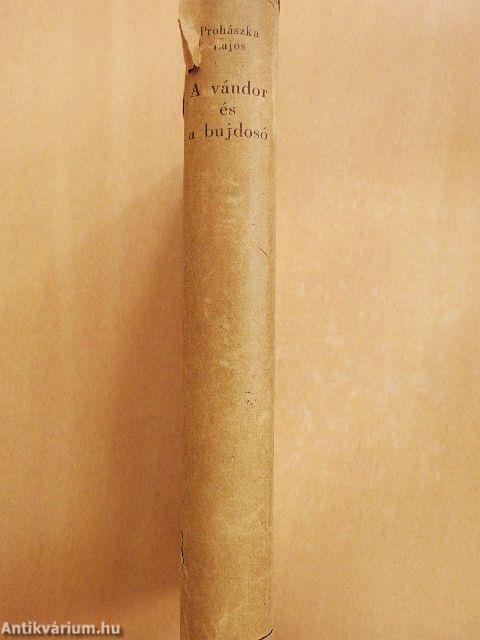 Prohászka
Lajos
A vándor
és
a bujdosó
Antikvárium.hu